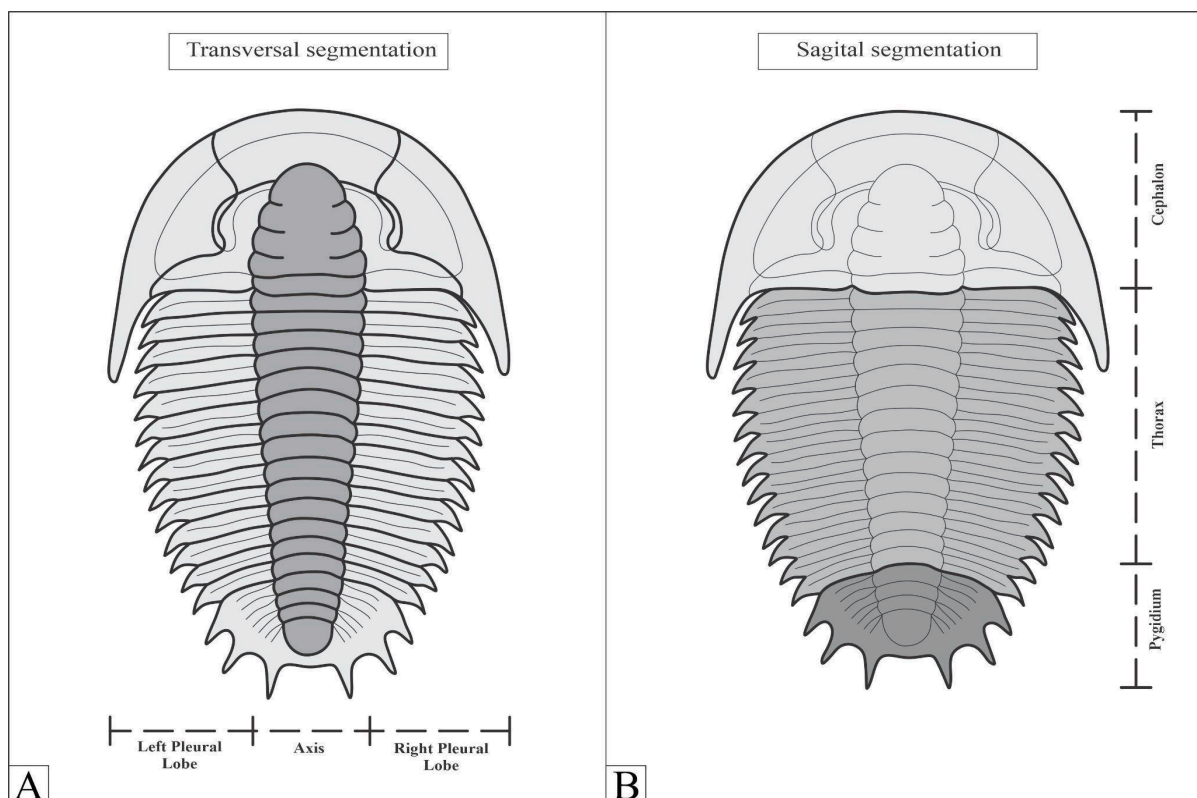 Transversal segmentation
Left Pleural
Lobe
Axis
Right Pleural
Lobe
A
Sagital segmentation
Cephalon
Thorax
Pygidium
B